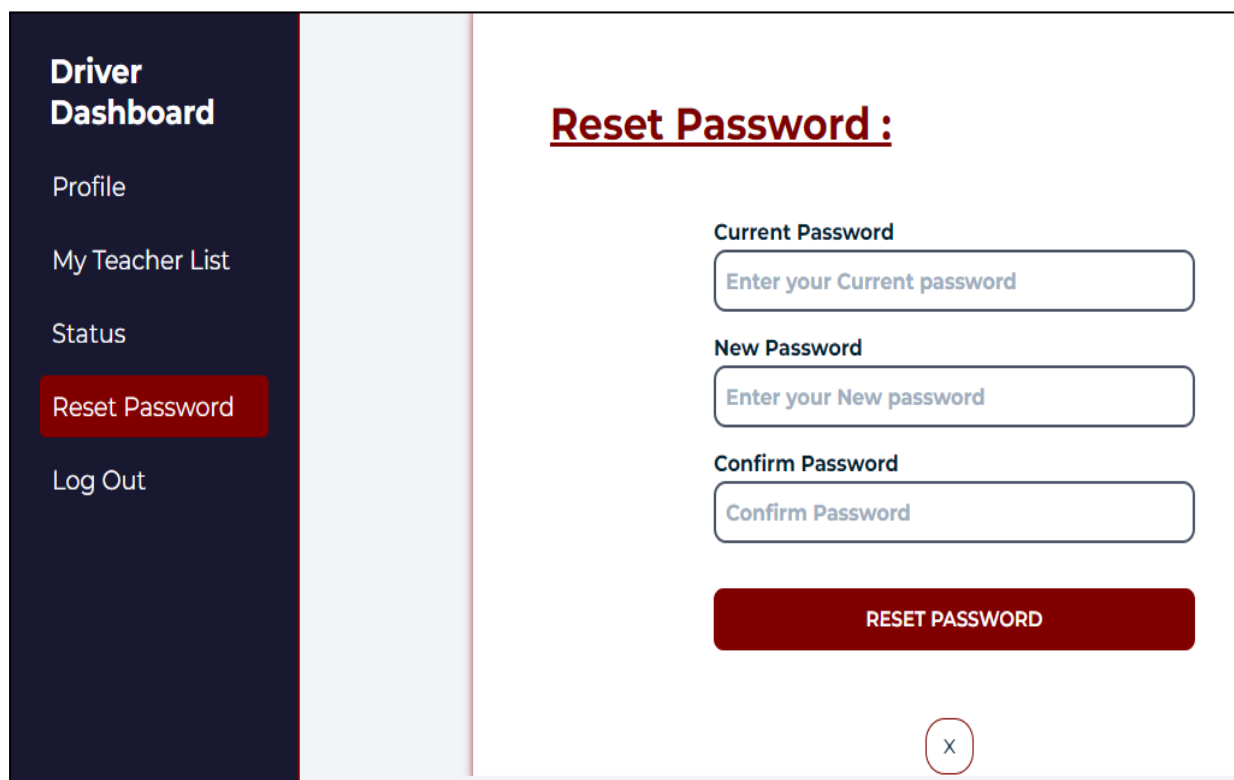 Driver
Dashboard
Profile
My Teacher List
Status
Reset Password
Log Out
Reset Password :
Current Password
Enter your Current password
New Password
Enter your New password
Confirm Password
Confirm Password
RESET PASSWORD
X